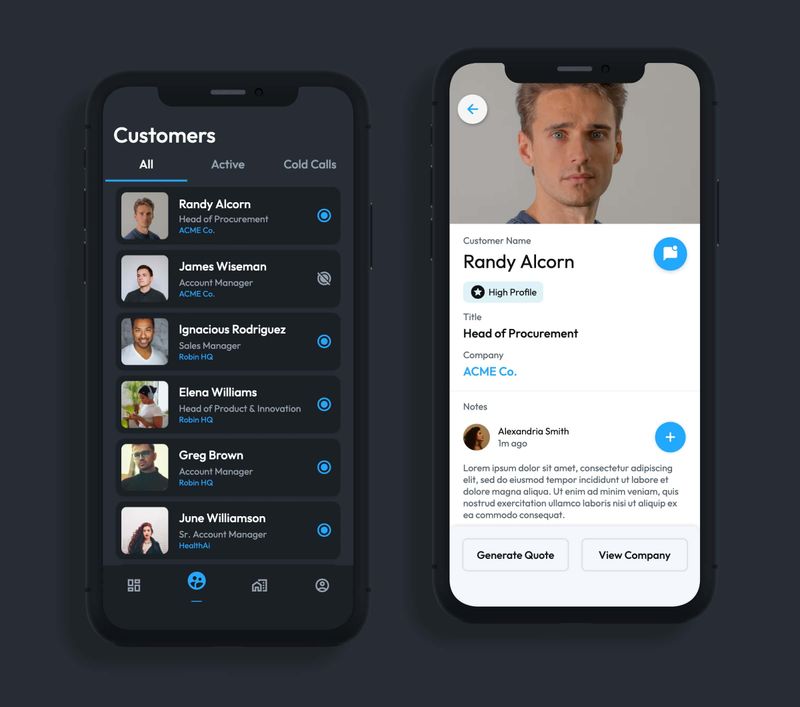 Customers
All
Active
Cold Calls
Randy Alcorn
Head of Procurement
ACME Co.
James Wiseman
Account Manager
ACME Co.
Ignacious Rodriguez
Sales Manager
Robin HQ
Elena Williams
Head of Product & Innovation
Robin HQ
Greg Brown
Account Manager
Robin HQ
June Williamson
Sr. Account Manager
HealthAi
Customer Name
Randy Alcorn
High Profile
Title
Head of Procurement
Company
ACME Co.
Notes
Alexandria Smith
1m ago
Lorem ipsum dolor sit amet, consectetur adipiscing
elit, sed do eiusmod tempor incididunt ut labore et
dolore magna aliqua. Ut enim ad minim veniam, quis
nostrud exercitation ullamco laboris nisi ut aliquip ex
ea commodo consequat.
Generate Quote
View Company